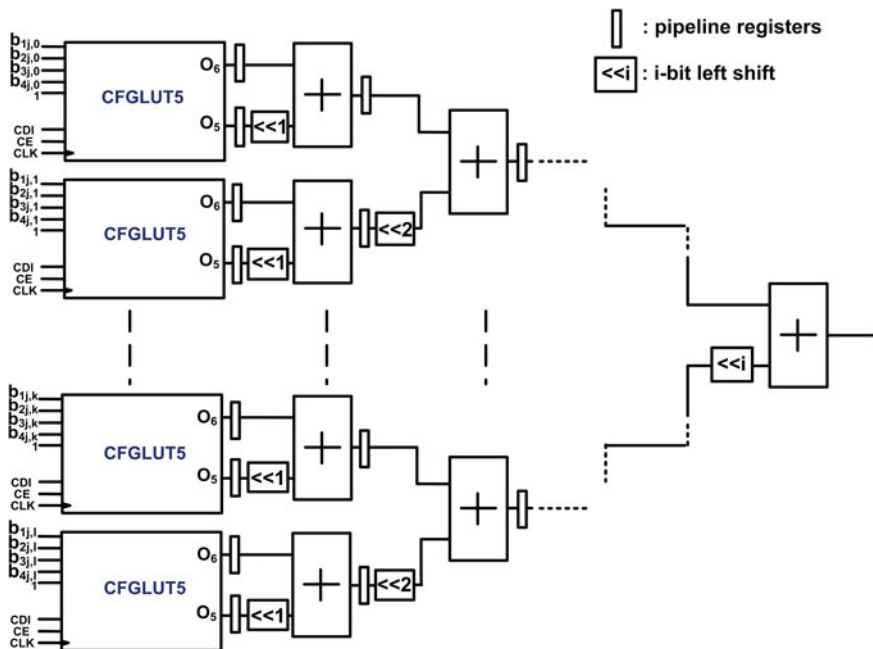 : pipeline registers
<<i : i-bit left shift
b1j,0
b2j,0
b3j,0
b4j,0
1
CDI
CE
CLK
CFGLUT5
O6
O5
<<1
+
+
b1j,1
b2j,1
b3j,1
b4j,1
1
CDI
CE
CLK
CFGLUT5
O6
O5
<<1
+
<<2
+
<<i
b1j,k
b2j,k
b3j,k
b4j,k
1
CDI
CE
CLK
CFGLUT5
O6
O5
<<1
+
+
b1j,l
b2j,l
b3j,l
b4j,l
1
CDI
CE
CLK
CFGLUT5
O6
O5
<<1
+
<<2